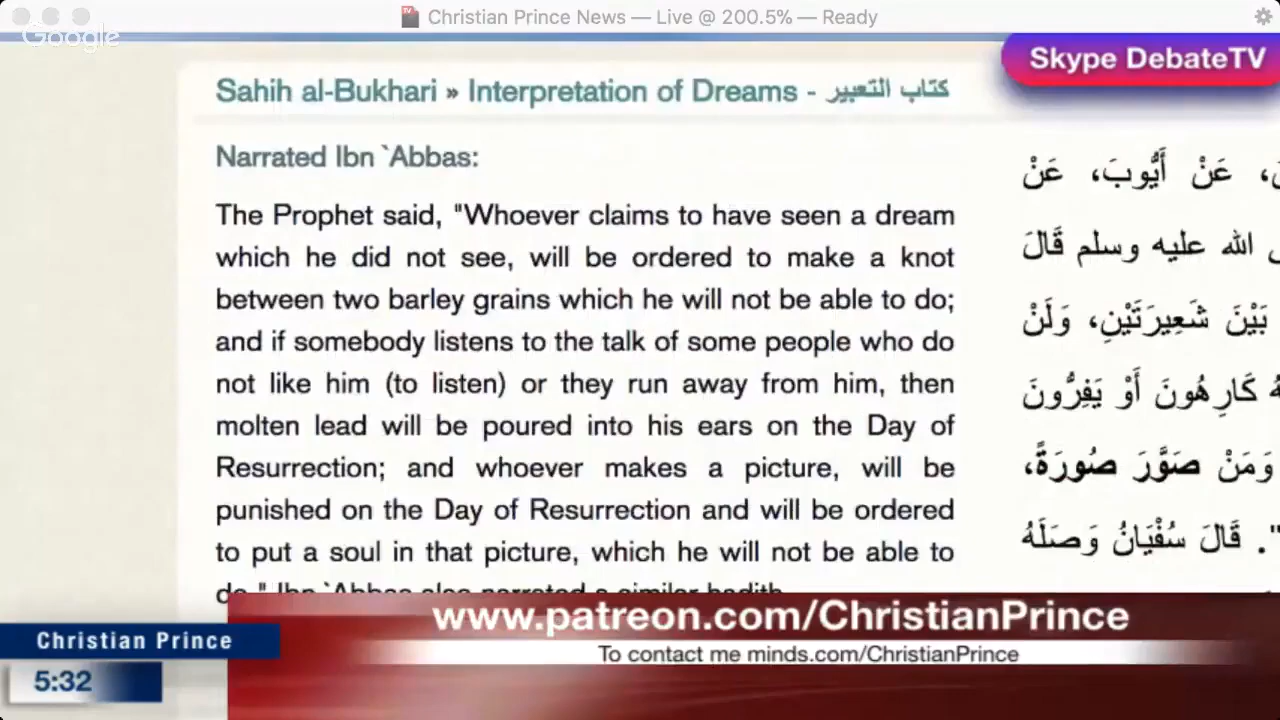 Christian Prince News — Live @ 200.5% — Ready
Google
Skype DebateTV
Sahih al-Bukhari » Interpretation of Dreams - كتاب التعبير
Narrated Ibn `Abbas:
The Prophet said, "Whoever claims to have seen a dream
which he did not see, will be ordered to make a knot
between two barley grains which he will not be able to do;
and if somebody listens to the talk of some people who do
not like him (to listen) or they run away from him, then
molten lead will be poured into his ears on the Day of
Resurrection; and whoever makes a picture, will be
punished on the Day of Resurrection and will be ordered
to put a soul in that picture, which he will not be able to
do." Ibn `Abbas also narrated a similar hadith.
، عَنْ أَيُّوبَ، عَنْ
الله عليه وسلم قَالَ
بَيْنَ شَعِيرَتَيْنِ، وَلَنْ
كَارِهُونَ أَوْ يَفِرُّونَ
وَمَنْ صَوَّرَ صُورَةً،
‏". قَالَ سُفْيَانُ وَصَلَهُ
www.patreon.com/ChristianPrince
To contact me minds.com/ChristianPrince
Christian Prince
5:32